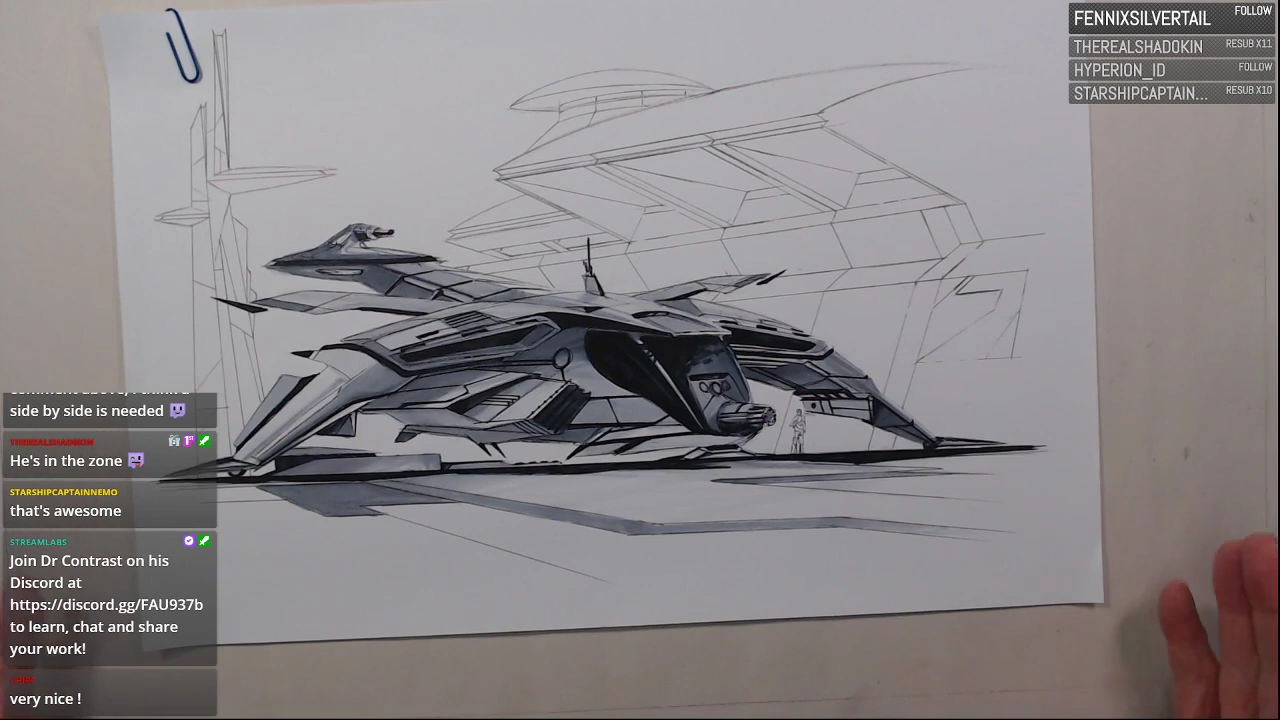 FENNIXSILVERTAIL FOLLOW
THEREALSHADOKIN RESUB X11
HYPERION_ID FOLLOW
STARSHIPCAPTAIN... RESUB X10
side by side is needed
THEREALSHADOKIN
He's in the zone
STARSHIPCAPTAINNEMO
that's awesome
STREAMLABS
Join Dr Contrast on his
Discord at
https://discord.gg/FAU937b
to learn, chat and share
your work!
very nice !